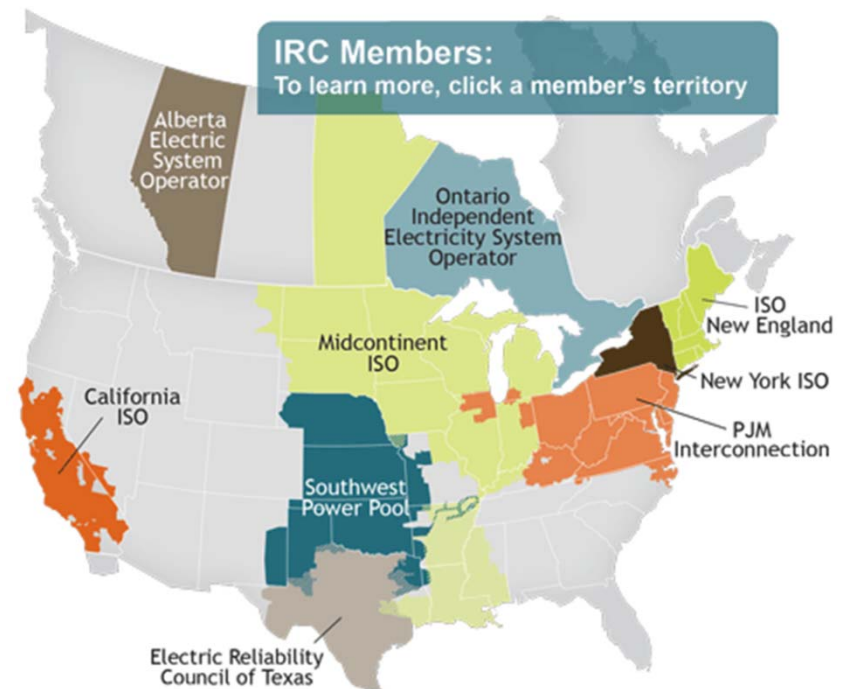 IRC Members:
To learn more, click a member's territory
Alberta
Electric
System
Operator
Ontario
Independent
Electricity System
Operator
ISO
New England
Midcontinent
ISO
New York ISO
California
ISO
PJM
Interconnection
Southwest
Power Pool
Electric Reliability
Council of Texas